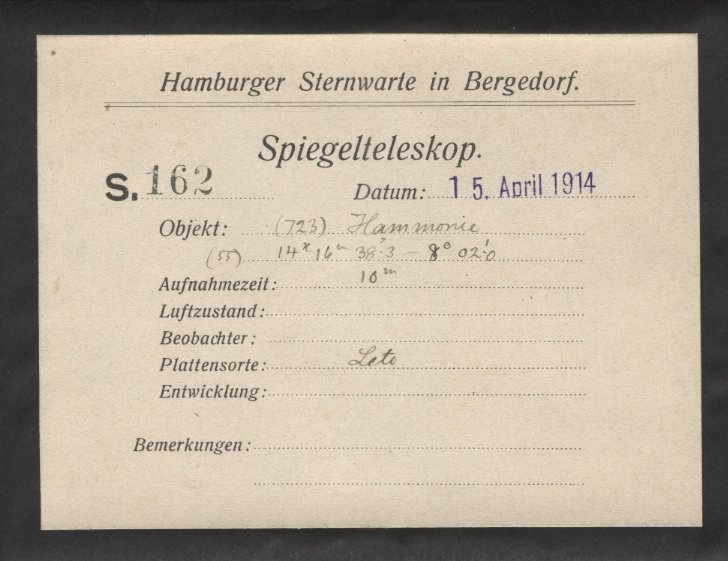 Hamburger Sternwarte in Bergedorf.
Spiegelteleskop.
S. 162
Datum: 15. April 1914
Objekt: (723) Hammonia
(55) 14ʰ 16ᵐ 38ˢ.3 — 8° 02'.0
Aufnahmezeit: 10ᵐ
Luftzustand:
Beobachter:
Plattensorte: Leto
Entwicklung:
Bemerkungen: